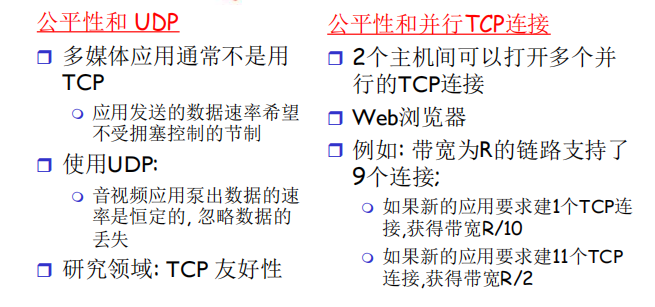 公平性和 UDP
多媒体应用通常不是用
TCP
应用发送的数据速率希望
不受拥塞控制的节制
使用UDP:
音视频应用泵出数据的速
率是恒定的, 忽略数据的
丢失
研究领域: TCP 友好性
公平性和并行TCP连接
2个主机间可以打开多个并
行的TCP连接
Web浏览器
例如: 带宽为R的链路支持了
9个连接;
如果新的应用要求建1个TCP连
接,获得带宽R/10
如果新的应用要求建11个TCP
连接,获得带宽R/2